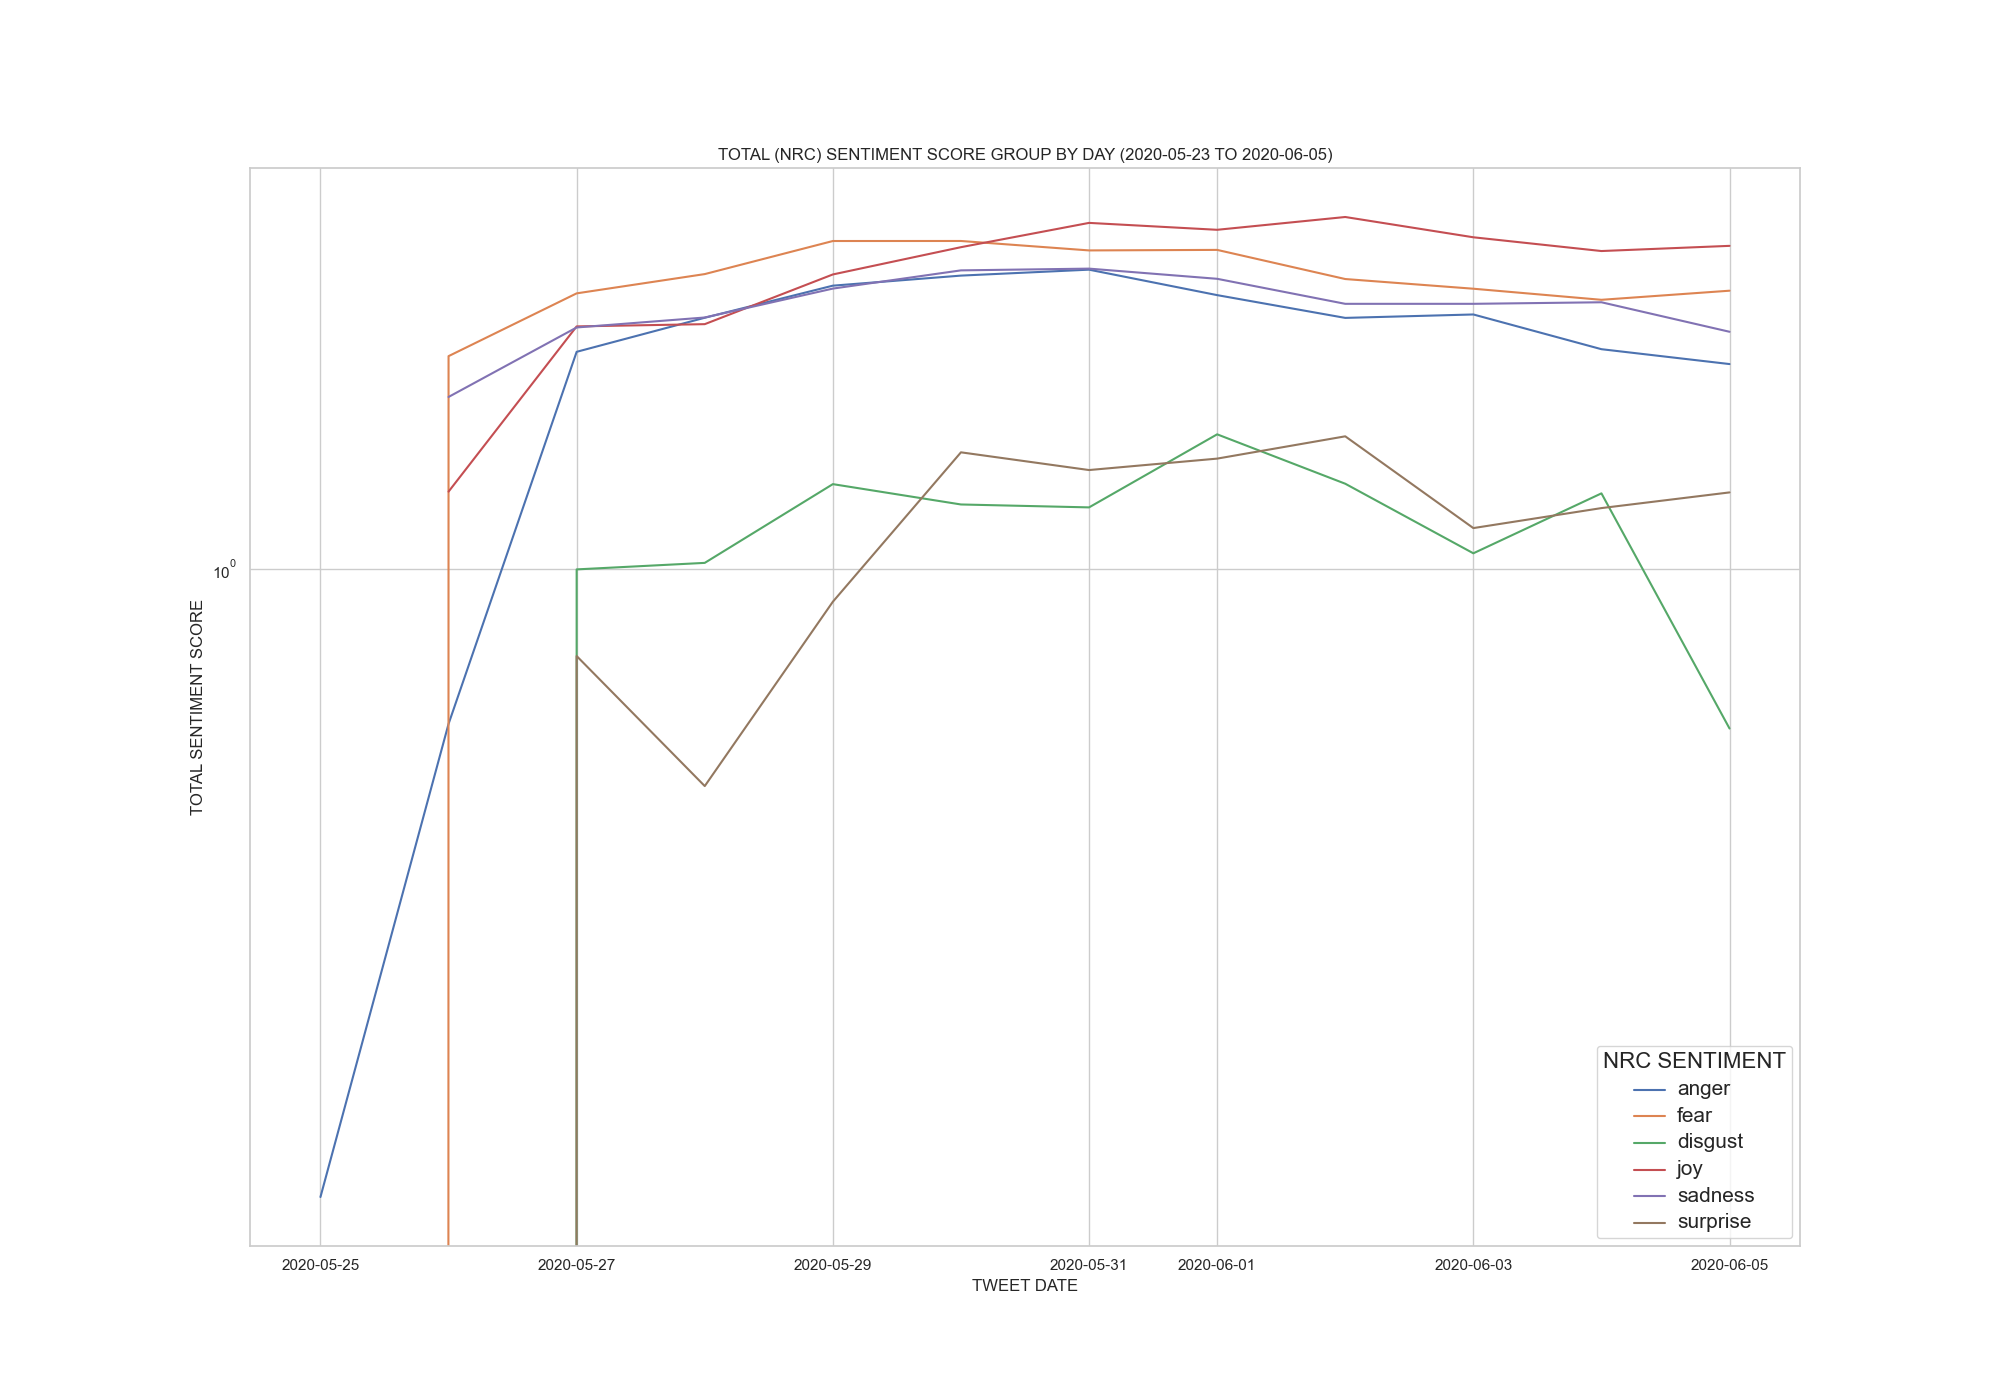 TOTAL (NRC) SENTIMENT SCORE GROUP BY DAY (2020-05-23 TO 2020-06-05)
10⁰
TOTAL SENTIMENT SCORE
NRC SENTIMENT
anger
fear
disgust
joy
sadness
surprise
2020-05-25 2020-05-27 2020-05-29 2020-05-31 2020-06-01 2020-06-03 2020-06-05
TWEET DATE